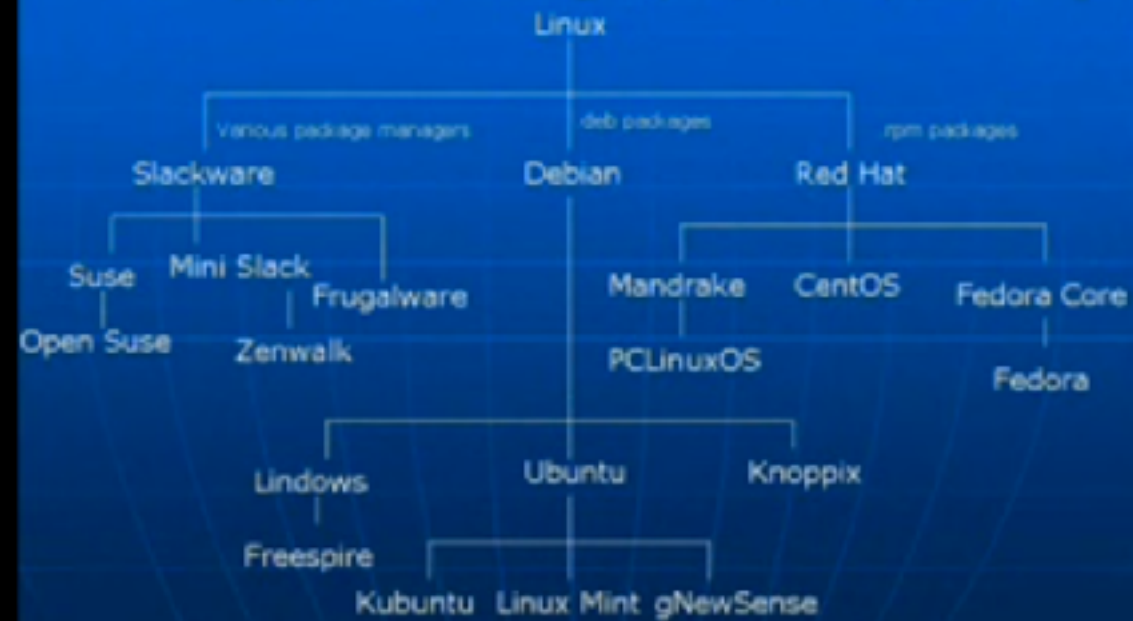 Linux
Various package managers
deb packages
.rpm packages
Slackware
Debian
Red Hat
Suse
Mini Slack
Frugalware
Mandrake
CentOS
Fedora Core
Open Suse
Zenwalk
PCLinuxOS
Fedora
Lindows
Ubuntu
Knoppix
Freespire
Kubuntu
Linux Mint
gNewSense